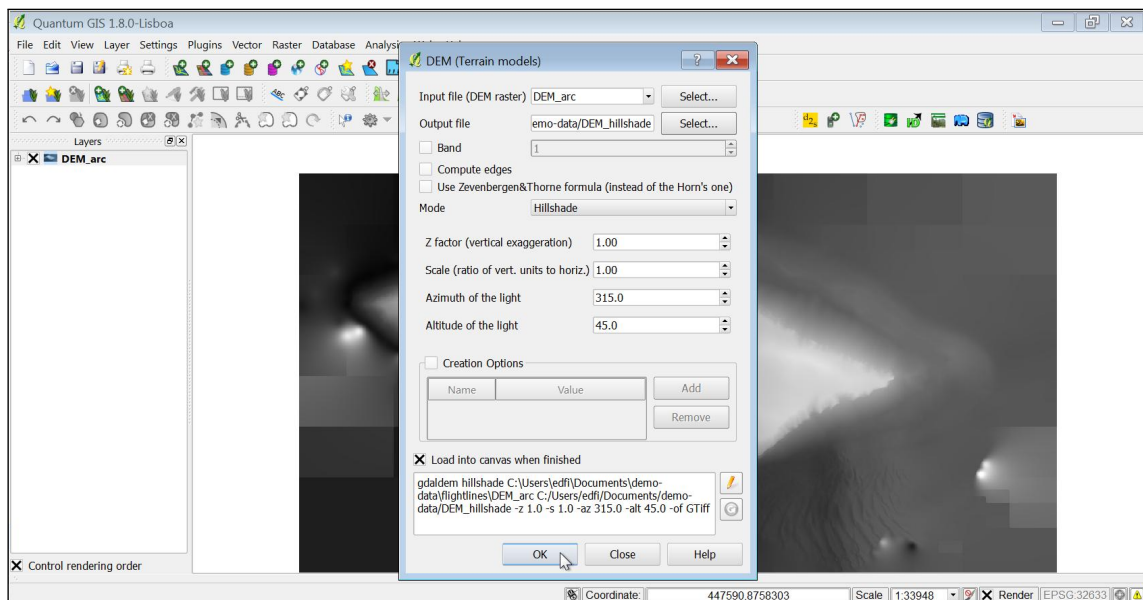 Quantum GIS 1.8.0-Lisboa
File Edit View Layer Settings Plugins Vector Raster Database Analysis
Layers
DEM_arc
Control rendering order
DEM (Terrain models)
Input file (DEM raster) DEM_arc Select...
Output file emo-data/DEM_hillshade Select...
Band 1
Compute edges
Use Zevenbergen&Thorne formula (instead of the Horn's one)
Mode Hillshade
Z factor (vertical exaggeration) 1.00
Scale (ratio of vert. units to horiz.) 1.00
Azimuth of the light 315.0
Altitude of the light 45.0
Creation Options
Name Value Add
Remove
Load into canvas when finished
gdaldem hillshade C:\Users\edfi\Documents\demo-
data\flightlines\DEM_arc C:/Users/edfi/Documents/demo-
data/DEM_hillshade -z 1.0 -s 1.0 -az 315.0 -alt 45.0 -of GTiff
OK Close Help
Coordinate: 447590.8758303 Scale 1:33948 Render EPSG:32633